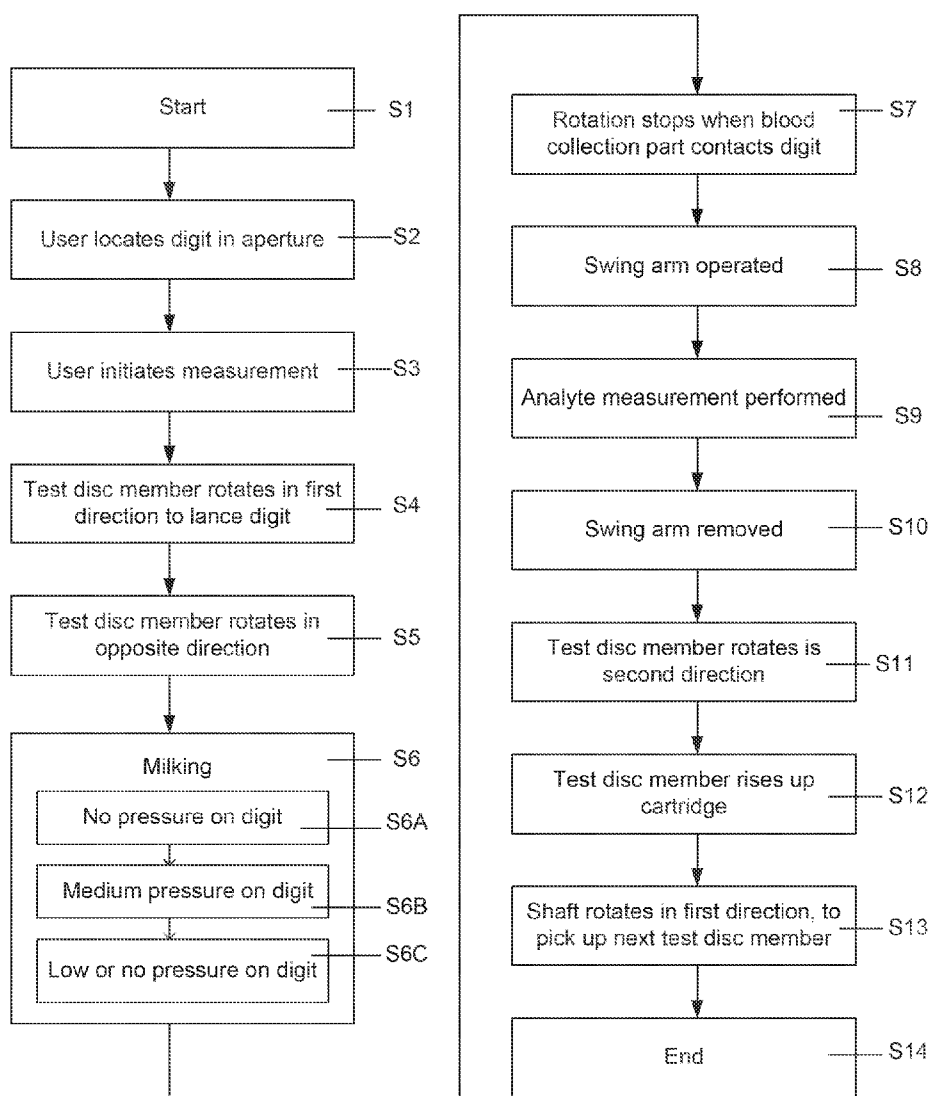 Start
S1
User locates digit in aperture
S2
User initiates measurement
S3
Test disc member rotates in first
direction to lance digit
S4
Test disc member rotates in
opposite direction
S5
Milking
S6
No pressure on digit
S6A
Medium pressure on digit
S6B
Low or no pressure on digit
S6C
Rotation stops when blood
collection part contacts digit
S7
Swing arm operated
S8
Analyte measurement performed
S9
Swing arm removed
S10
Test disc member rotates is
second direction
S11
Test disc member rises up
cartridge
S12
Shaft rotates in first direction, to
pick up next test disc member
S13
End
S14